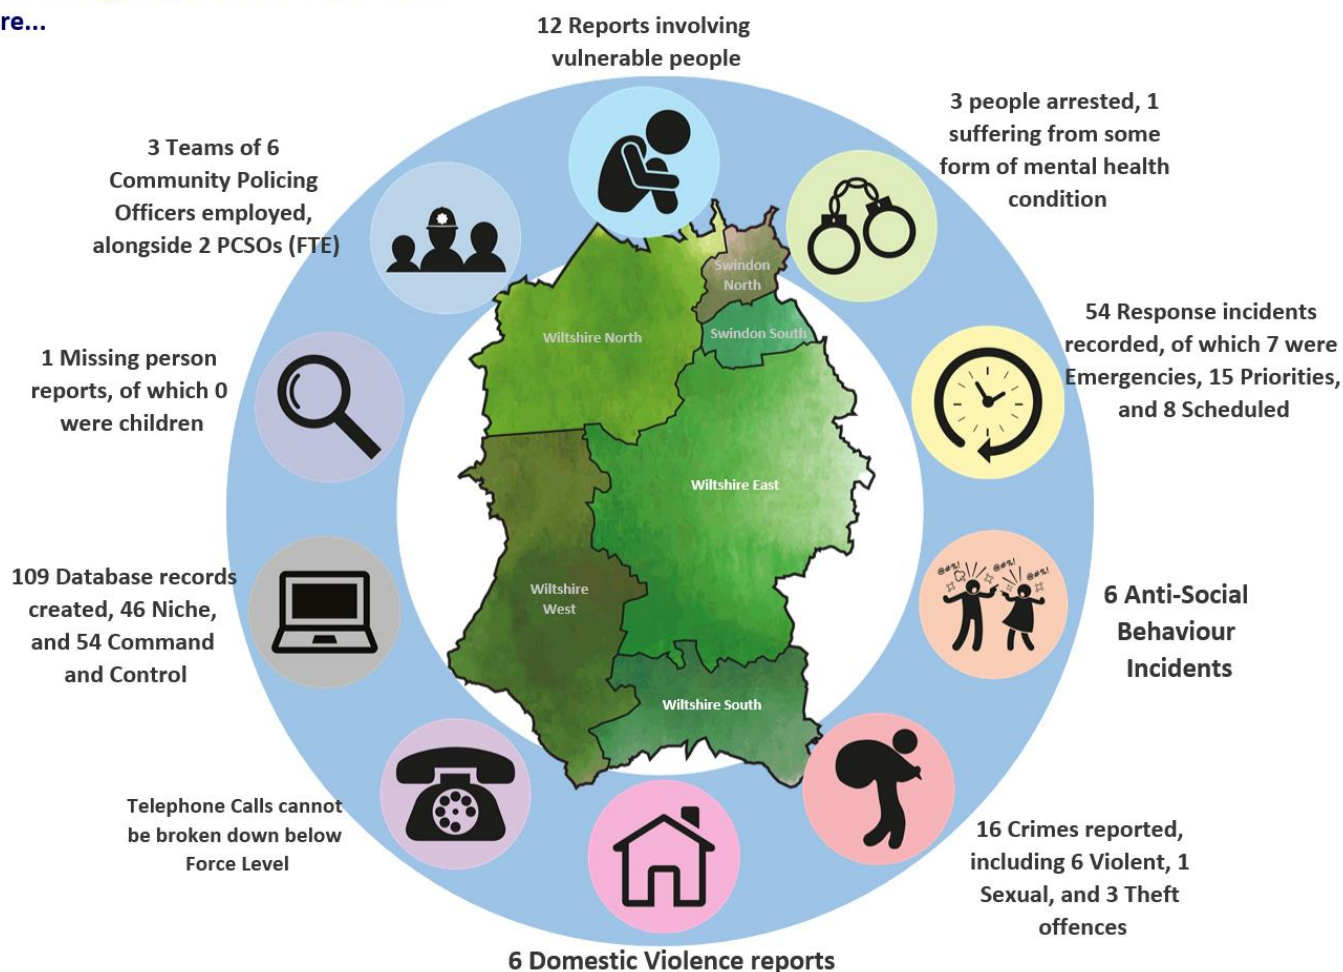 re...
12 Reports involving
vulnerable people
3 people arrested, 1
suffering from some
form of mental health
condition
3 Teams of 6
Community Policing
Officers employed,
alongside 2 PCSOs (FTE)
Swindon
North
Swindon South
Wiltshire North
54 Response incidents
recorded, of which 7 were
Emergencies, 15 Priorities,
and 8 Scheduled
1 Missing person
reports, of which 0
were children
Wiltshire East
109 Database records
created, 46 Niche,
and 54 Command
and Control
Wiltshire
West
@#%!
@#%!
@#%!
6 Anti-Social
Behaviour
Incidents
Wiltshire South
Telephone Calls cannot
be broken down below
Force Level
16 Crimes reported,
including 6 Violent, 1
Sexual, and 3 Theft
offences
6 Domestic Violence reports